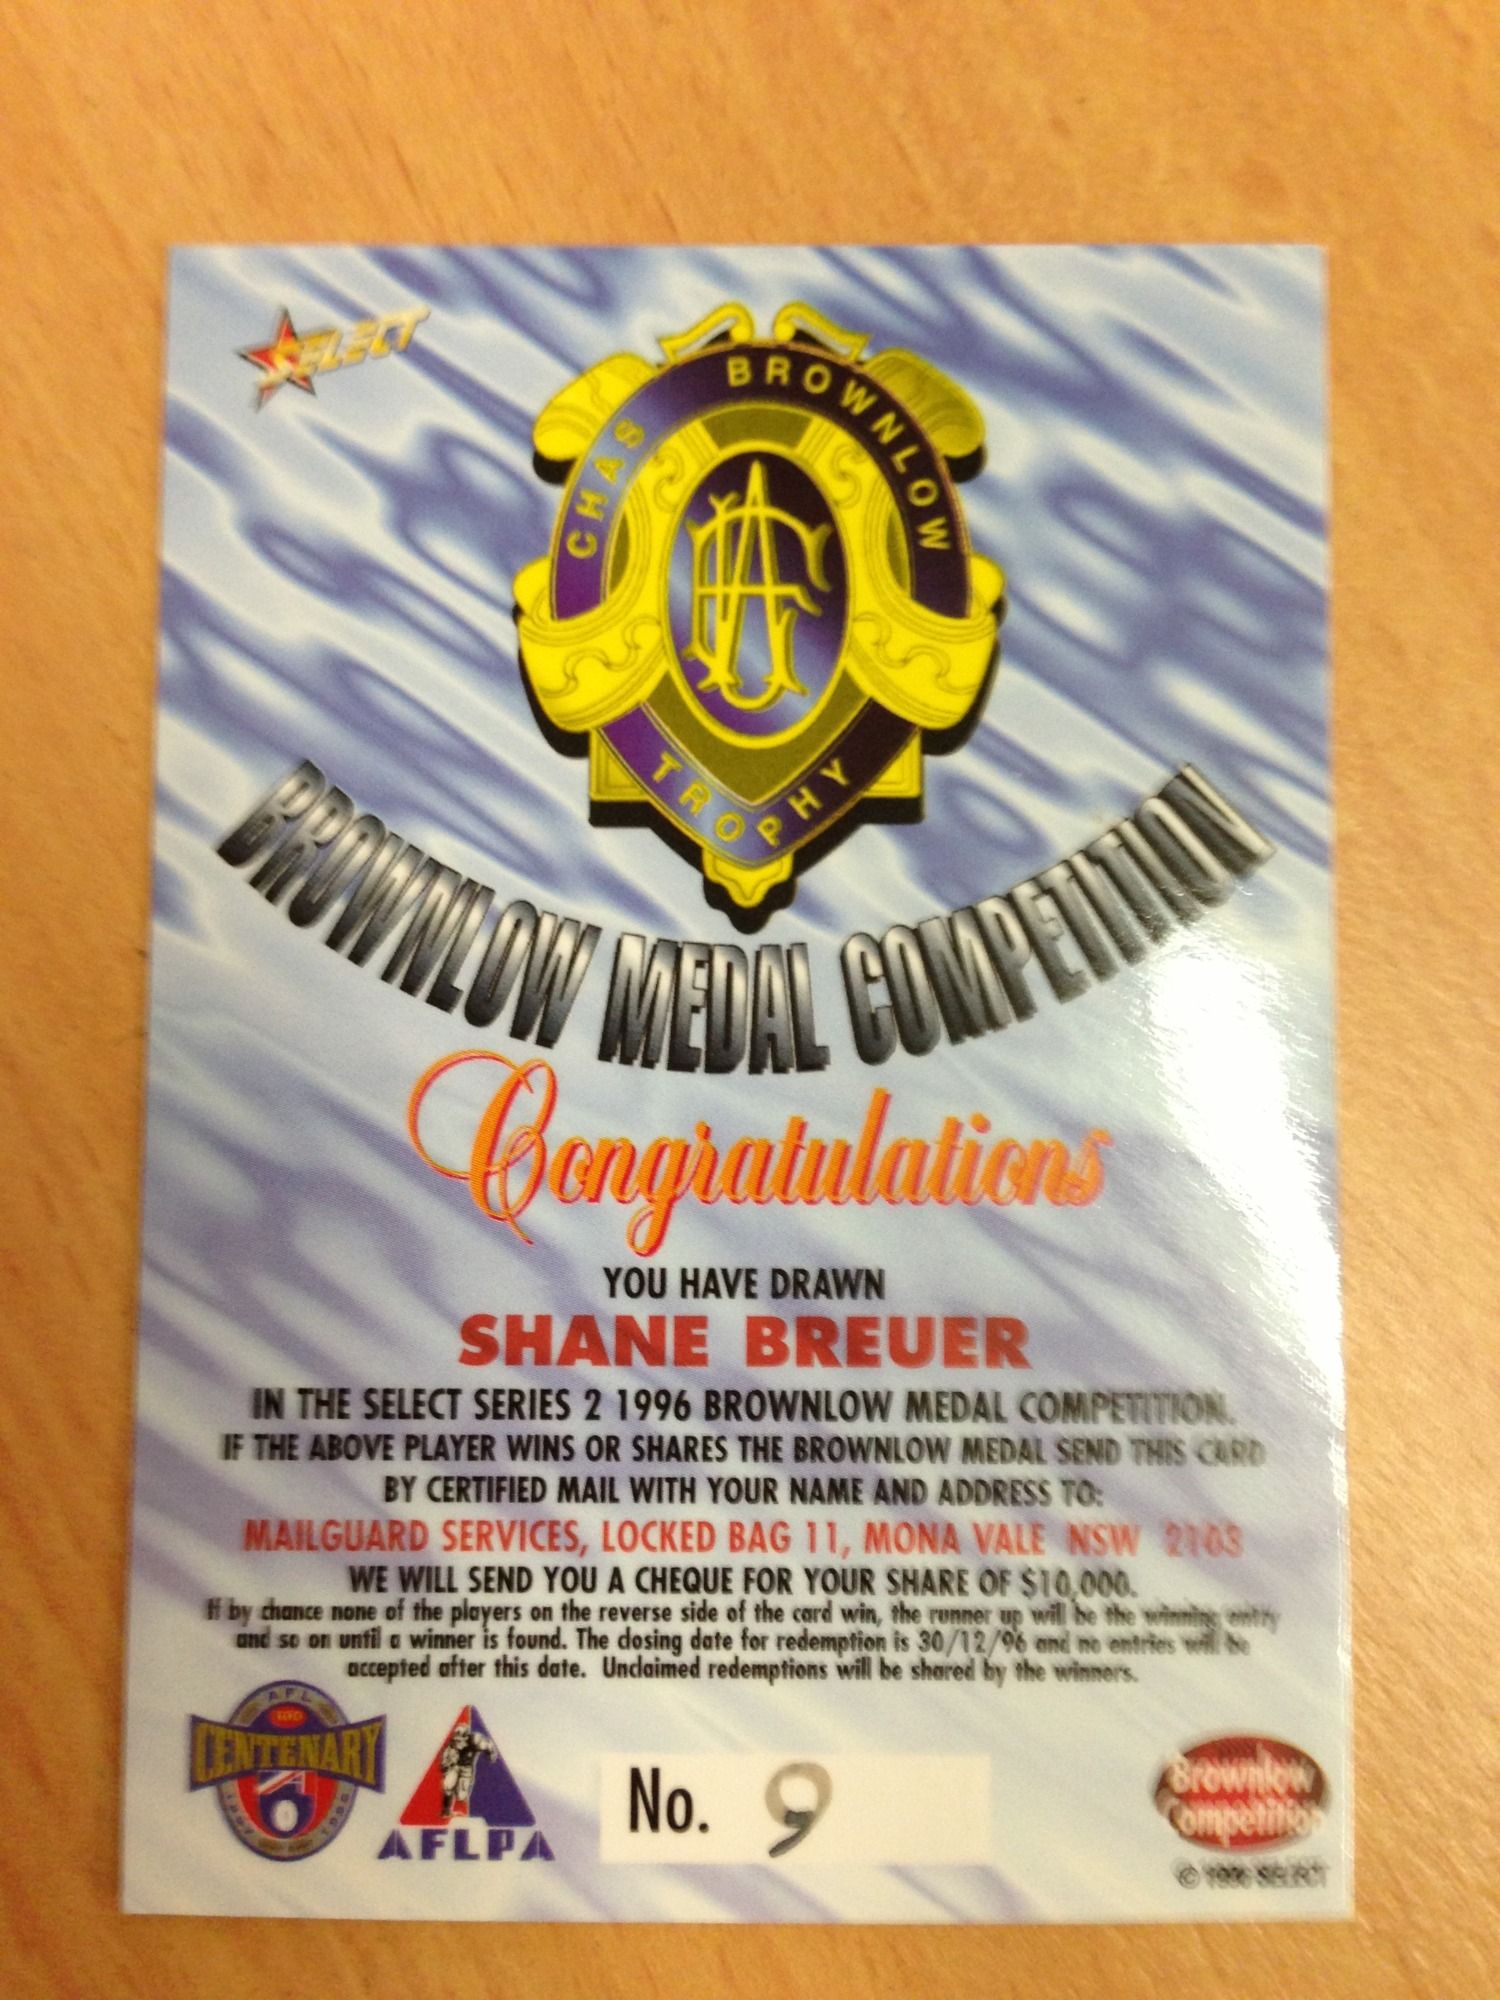 SELECT
CHAS BROWNLOW
TROPHY
BROWNLOW MEDAL COMPETITION
Congratulations
YOU HAVE DRAWN
SHANE BREUER
IN THE SELECT SERIES 2 1996 BROWNLOW MEDAL COMPETITION.
IF THE ABOVE PLAYER WINS OR SHARES THE BROWNLOW MEDAL SEND THIS CARD
BY CERTIFIED MAIL WITH YOUR NAME AND ADDRESS TO:
MAILGUARD SERVICES, LOCKED BAG 11, MONA VALE NSW 2103
WE WILL SEND YOU A CHEQUE FOR YOUR SHARE OF $10,000.
If by chance none of the players on the reverse side of the card win, the runner up will be the winning entry
and so on until a winner is found. The closing date for redemption is 30/12/96 and no entries will be
accepted after this date. Unclaimed redemptions will be shared by the winners.
AFL
CENTENARY
AFLPA
No. 9
Brownlow
Competition
© 1996 SELECT